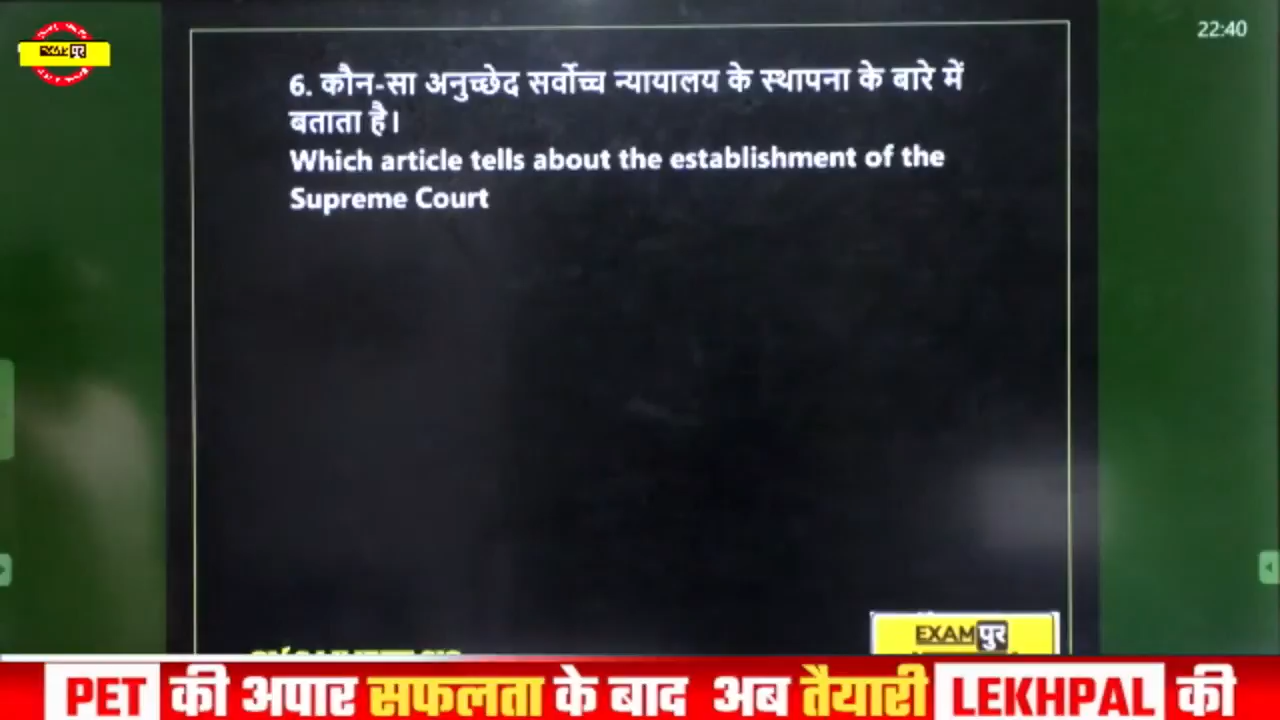 EXAMपुर
22:40
6. कौन-सा अनुच्छेद सर्वोच्च न्यायालय के स्थापना के बारे में
बताता है।
Which article tells about the establishment of the
Supreme Court
EXAMपुर
PET की अपार सफलता के बाद अब तैयारी LEKHPAL की